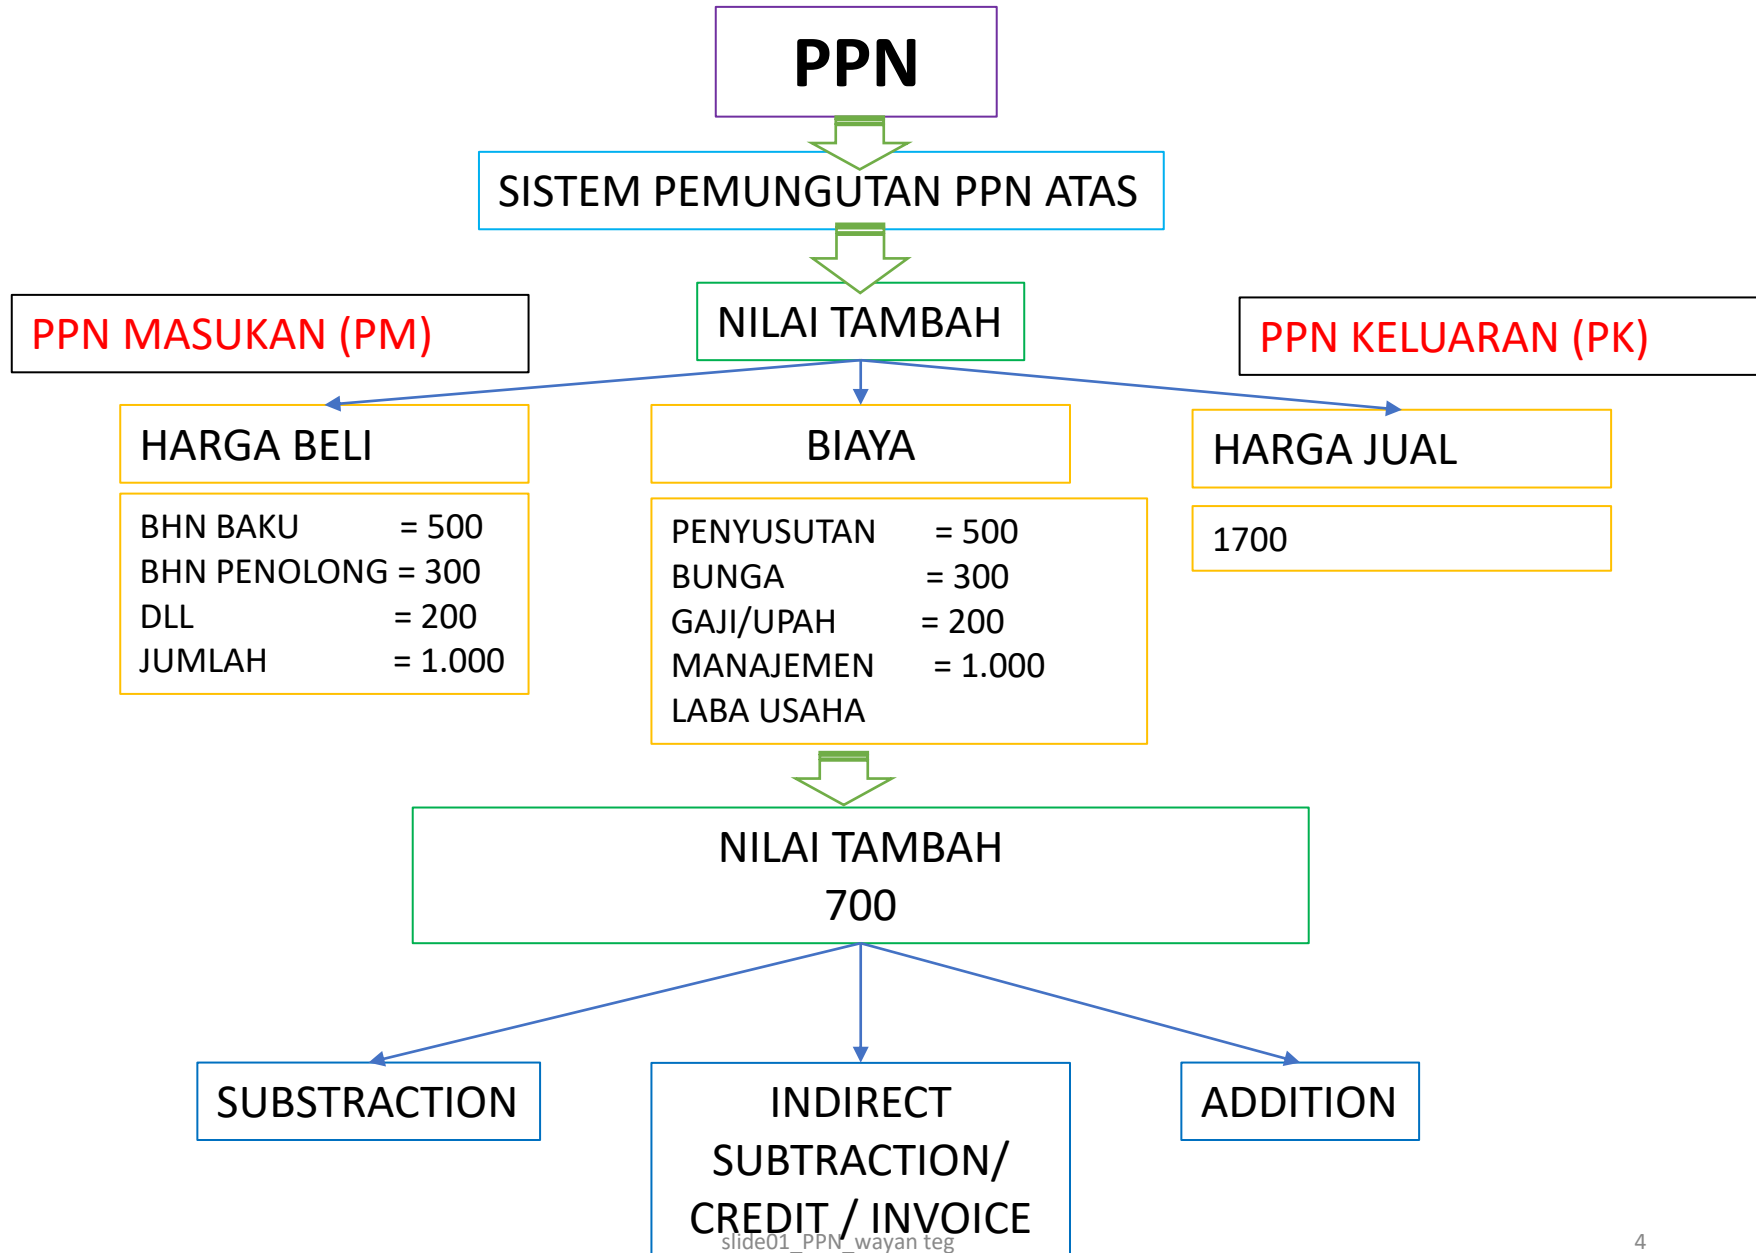 PPN
SISTEM PEMUNGUTAN PPN ATAS
NILAI TAMBAH
PPN MASUKAN (PM)
PPN KELUARAN (PK)
HARGA BELI
BHN BAKU = 500
BHN PENOLONG = 300
DLL = 200
JUMLAH = 1.000
BIAYA
PENYUSUTAN = 500
BUNGA = 300
GAJI/UPAH = 200
MANAJEMEN = 1.000
LABA USAHA
HARGA JUAL
1700
NILAI TAMBAH
700
SUBSTRACTION
INDIRECT
SUBTRACTION/
CREDIT / INVOICE
ADDITION
slide01_PPN_wayan teg
4